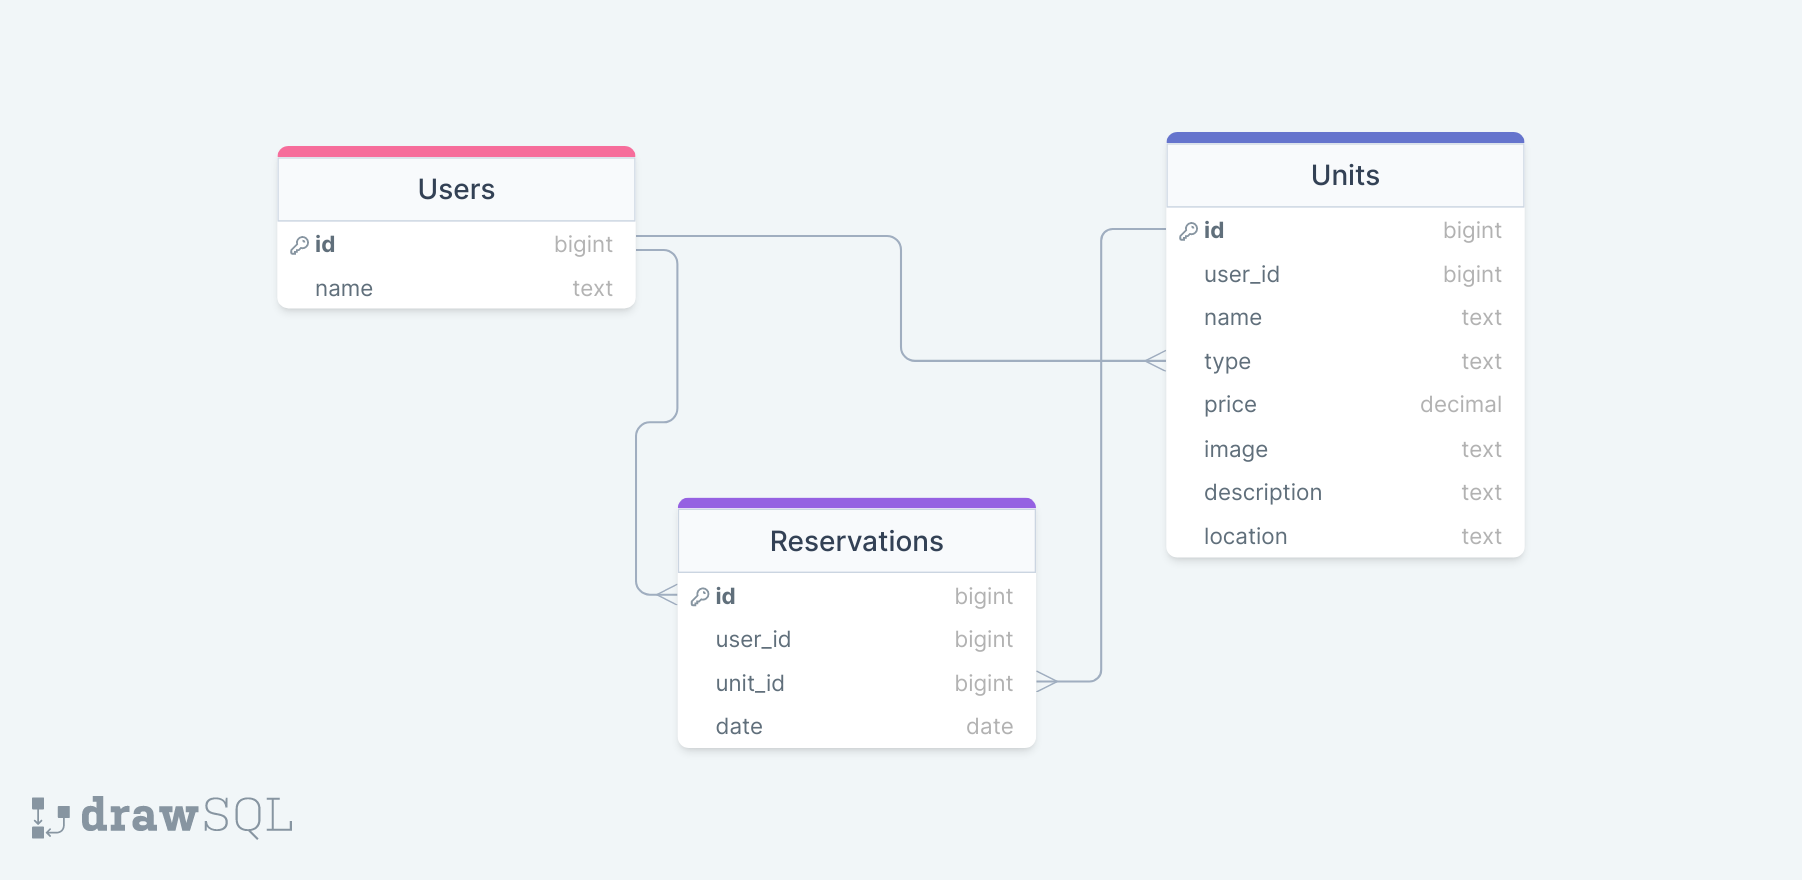 Users
id bigint
name text
Units
id bigint
user_id bigint
name text
type text
price decimal
image text
description text
location text
Reservations
id bigint
user_id bigint
unit_id bigint
date date
drawSQL